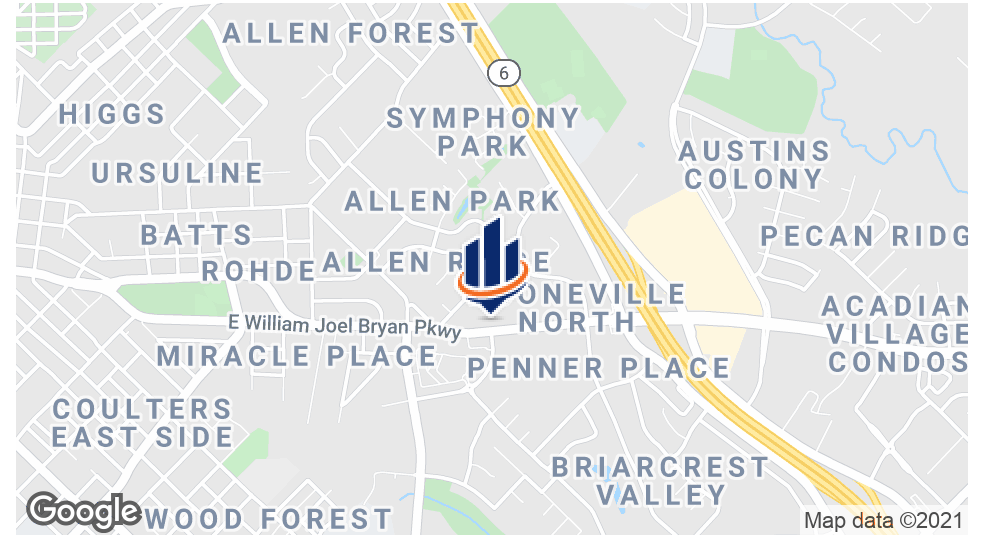 ALLEN FOREST
6
HIGGS
SYMPHONY
PARK
AUSTINS
COLONY
URSULINE
ALLEN PARK
BATTS
PECAN RIDG
ROHDE
ALLEN
ONEVILLE
NORTH
ACADIAN
VILLAGE
CONDOS
E William Joel Bryan Pkwy
MIRACLE PLACE
PENNER PLACE
COULTERS
EAST SIDE
BRIARCREST
VALLEY
Google
WOOD FOREST
Map data ©2021